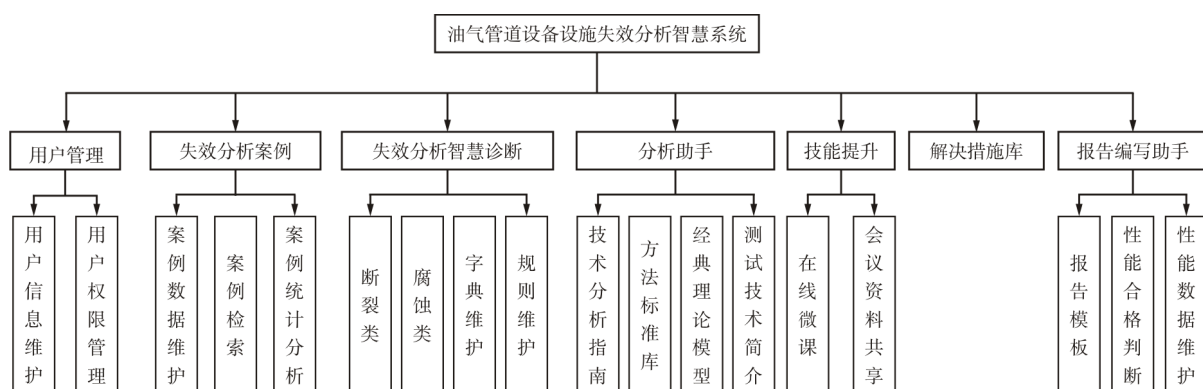 油气管道设备设施失效分析智慧系统
用户管理
失效分析案例
失效分析智慧诊断
分析助手
技能提升
解决措施库
报告编写助手
用户信息维护
用户权限管理
案例数据维护
案例检索
案例统计分析
断裂类
腐蚀类
字典维护
规则维护
技术分析指南
方法标准库
经典理论模型
测试技术简介
在线微课
会议资料共享
报告模板
性能合格判断
性能数据维护